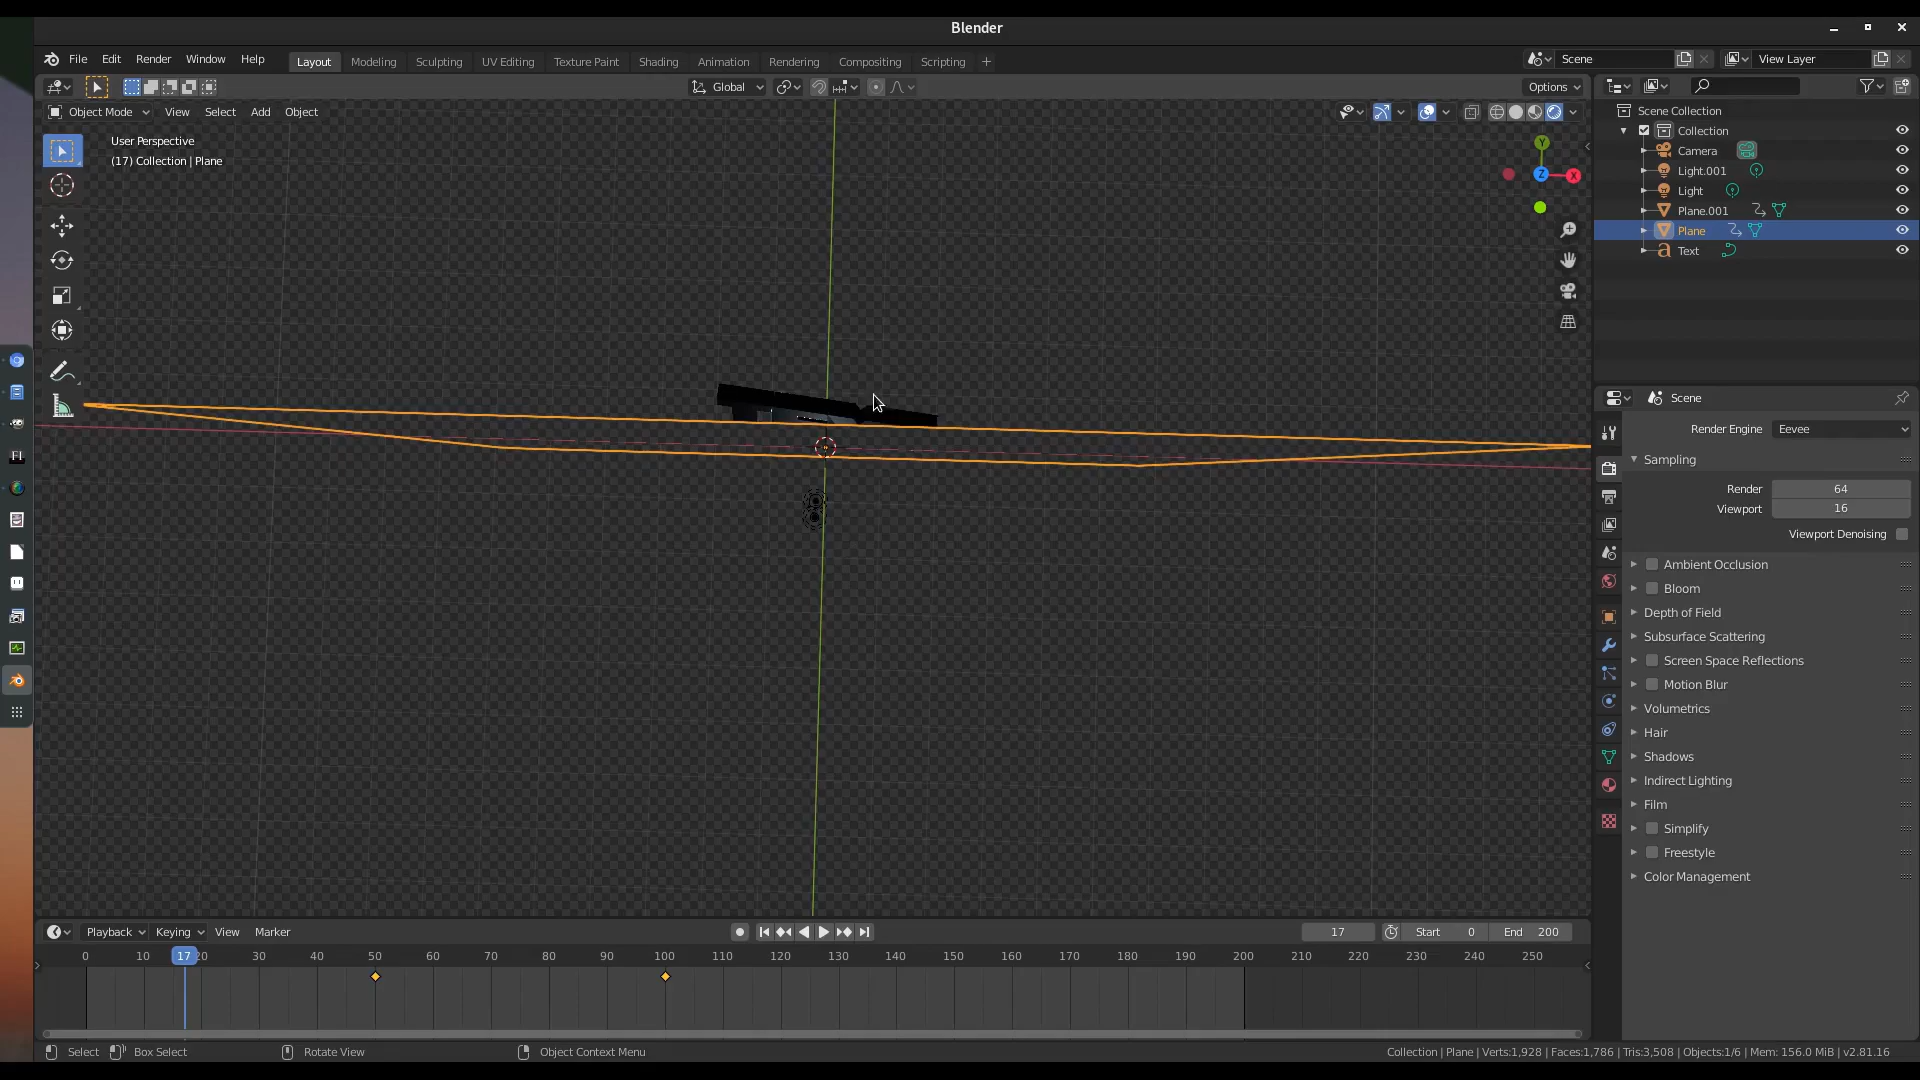 Blender
File Edit Render Window Help
Layout Modeling Sculpting UV Editing Texture Paint Shading Animation Rendering Compositing Scripting +
Scene
View Layer
Global
Options
Object Mode View Select Add Object
User Perspective
(17) Collection | Plane
Y
Z
X
Scene Collection
Collection
Camera
Light.001
Light
Plane.001
Plane
Text
Scene
Render Engine Eevee
Sampling
Render 64
Viewport 16
Viewport Denoising
Ambient Occlusion
Bloom
Depth of Field
Subsurface Scattering
Screen Space Reflections
Motion Blur
Volumetrics
Hair
Shadows
Indirect Lighting
Film
Simplify
Freestyle
Color Management
Playback Keying View Marker
17 Start 0 End 200
0 10 17 20 30 40 50 60 70 80 90 100 110 120 130 140 150 160 170 180 190 200 210 220 230 240 250
Select Box Select Rotate View Object Context Menu
Collection | Plane | Verts:1,928 | Faces:1,786 | Tris:3,508 | Objects:1/6 | Mem: 156.0 MiB | v2.81.16